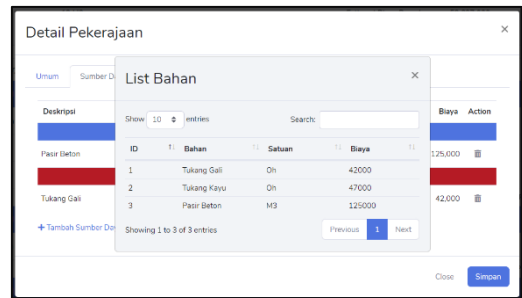 Detail Pekerajaan ×
Umum Sumber D
List Bahan ×
Deskripsi Biaya Action
Show 10 entries Search:
ID Bahan Satuan Biaya
Pasir Beton 125,000
1 Tukang Gali Oh 42000
2 Tukang Kayu Oh 47000
3 Pasir Beton M3 125000
Tukang Gali 42,000
+ Tambah Sumber Da
Showing 1 to 3 of 3 entries Previous 1 Next
Close Simpan